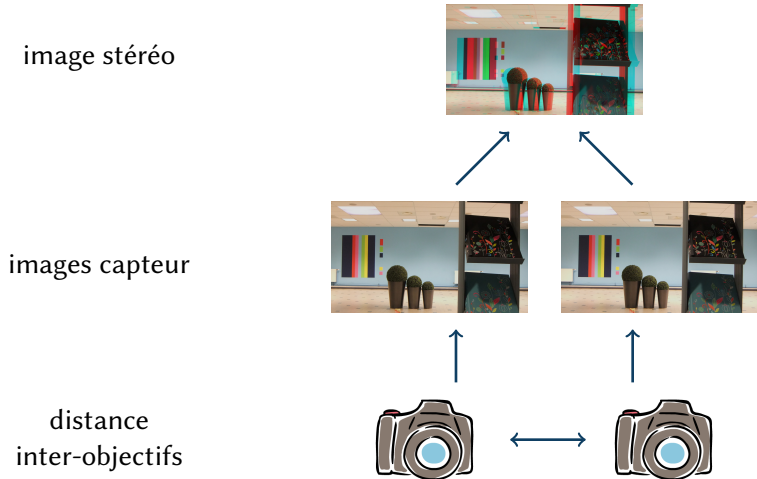 image stéréo
images capteur
distance
inter-objectifs